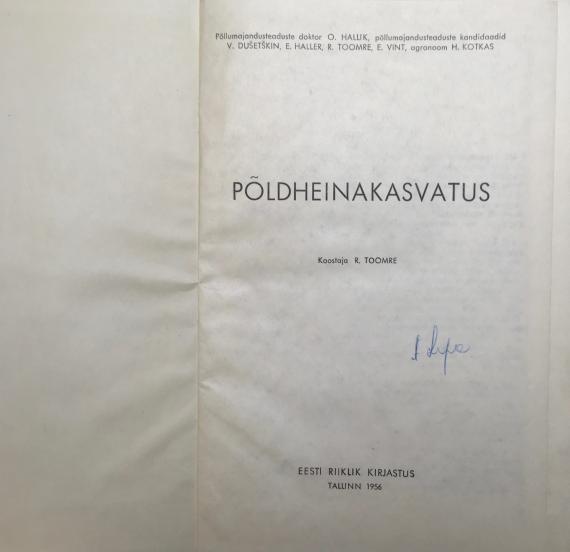 Põllumajandusteaduste doktor O. HALLIK, põllumajandusteaduste kandidaadid
V. DUŠETŠKIN, E. HALLER, R. TOOMRE, E. VINT, agronoom H. KOTKAS
PÕLDHEINAKASVATUS
Koostaja R. TOOMRE
EESTI RIIKLIK KIRJASTUS
TALLINN 1956